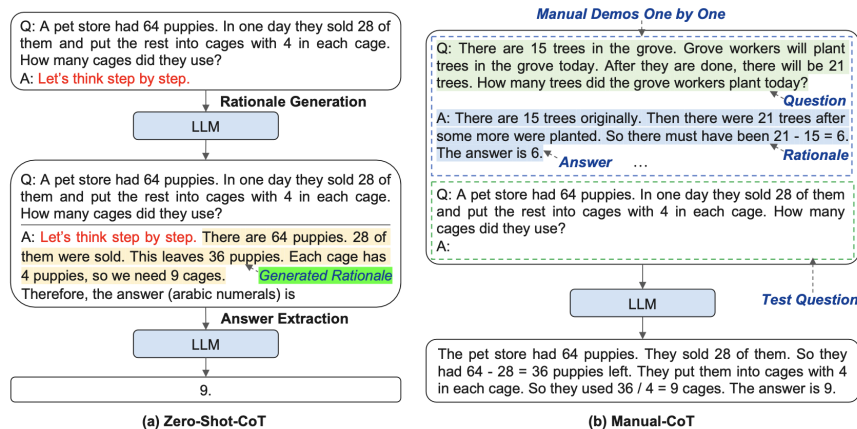 Q: A pet store had 64 puppies. In one day they sold 28 of
them and put the rest into cages with 4 in each cage.
How many cages did they use?
A: Let's think step by step.
Rationale Generation
LLM
Q: A pet store had 64 puppies. In one day they sold 28 of
them and put the rest into cages with 4 in each cage.
How many cages did they use?
A: Let's think step by step. There are 64 puppies. 28 of
them were sold. This leaves 36 puppies. Each cage has
4 puppies, so we need 9 cages.
Generated Rationale
Therefore, the answer (arabic numerals) is
Answer Extraction
LLM
9.
(a) Zero-Shot-CoT
Manual Demos One by One
Q: There are 15 trees in the grove. Grove workers will plant
trees in the grove today. After they are done, there will be 21
trees. How many trees did the grove workers plant today?
Question
A: There are 15 trees originally. Then there were 21 trees after
some more were planted. So there must have been 21 - 15 = 6.
The answer is 6.
Answer
...
Rationale
Q: A pet store had 64 puppies. In one day they sold 28 of them
and put the rest into cages with 4 in each cage. How many
cages did they use?
A:
LLM
Test Question
The pet store had 64 puppies. They sold 28 of them. So they
had 64 - 28 = 36 puppies left. They put them into cages with 4
in each cage. So they used 36 / 4 = 9 cages. The answer is 9.
(b) Manual-CoT